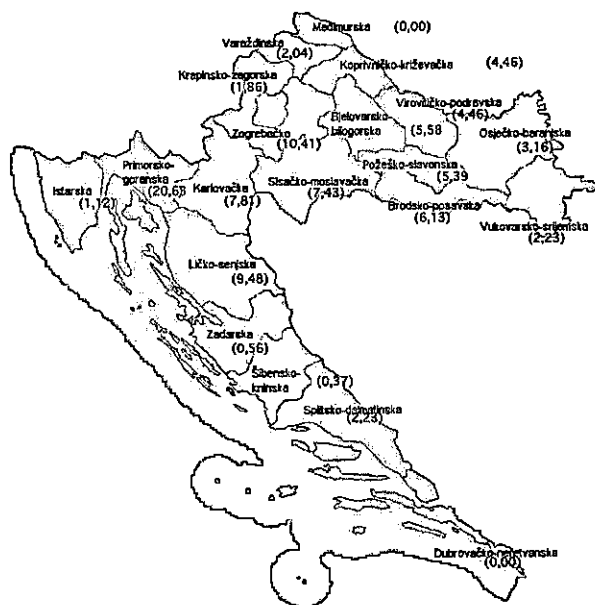 Međimurska (0,00)
Varaždinska
(2,04)
Koprivničko-križevačka (4,46)
Krapinsko-zagorska
(1,86)
Virovitičko-podravska
(4,46)
Bjelovarsko-
bilogorska
(5,58
Zagrebačko
(10,41)
Osječko-baranjska
(3,16)
Primorsko-
goranska
(20,6)
Požeško-slavonska
(5,39
Istarska
(1,12)
Karlovačka
(7,81)
Sisačko-moslavačka
(7,43)
Brodsko-posavska
(6,13)
Vukovarsko-srijemska
(2,23)
Ličko-senjska
(9,48)
Zadarska
(0,56)
Šibensko-
kninska
(0,37)
Splitsko-dalmatinska
(2,23)
Dubrovačko-neretvanska
(0,00)